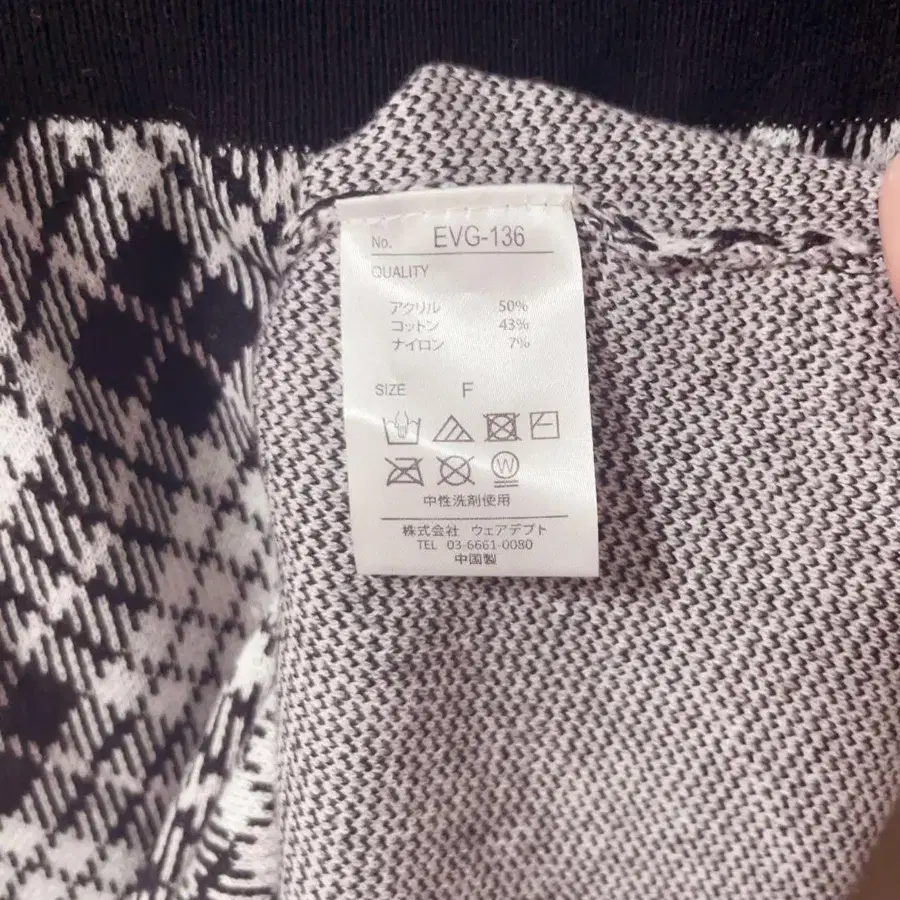 No. EVG-136
QUALITY
アクリル 50%
コットン 43%
ナイロン 7%
SIZE F
W
中性洗剤使用
株式会社 ウェアデプト
TEL 03-6661-0080
中国製